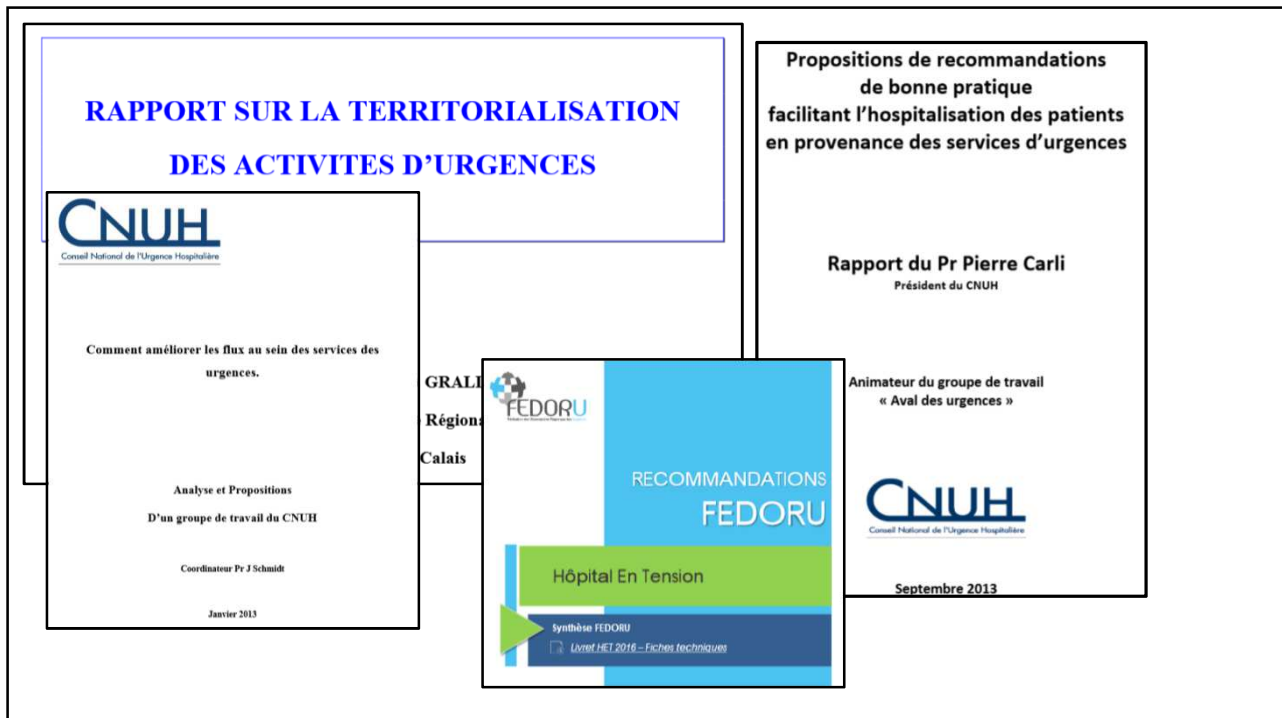 RAPPORT SUR LA TERRITORIALISATION
DES ACTIVITES D'URGENCES
GRALL
Région
Calais
CNUH
Conseil National de l'Urgence Hospitalière
Comment améliorer les flux au sein des services des
urgences.
Analyse et Propositions
D'un groupe de travail du CNUH
Coordinateur Pr J Schmidt
Janvier 2013
FEDORU
RECOMMANDATIONS
FEDORU
Hôpital En Tension
Synthèse FEDORU
Livret HET 2016 – Fiches techniques
Propositions de recommandations
de bonne pratique
facilitant l'hospitalisation des patients
en provenance des services d'urgences
Rapport du Pr Pierre Carli
Président du CNUH
Animateur du groupe de travail
« Aval des urgences »
CNUH
Conseil National de l'Urgence Hospitalière
Septembre 2013